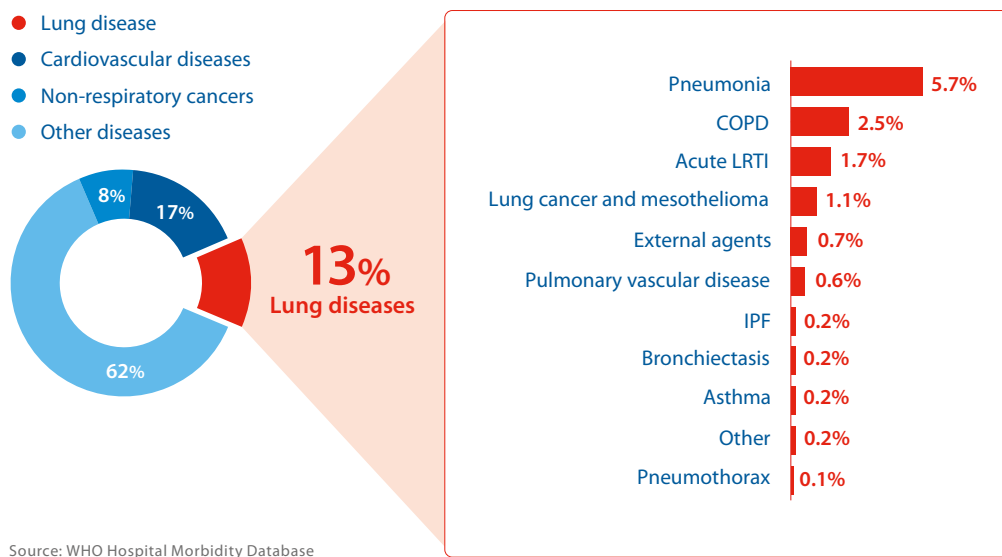 Lung disease
Cardiovascular diseases
Non-respiratory cancers
Other diseases
8%
17%
62%
13%
Lung diseases
Pneumonia 5.7%
COPD 2.5%
Acute LRTI 1.7%
Lung cancer and mesothelioma 1.1%
External agents 0.7%
Pulmonary vascular disease 0.6%
IPF 0.2%
Bronchiectasis 0.2%
Asthma 0.2%
Other 0.2%
Pneumothorax 0.1%
Source: WHO Hospital Morbidity Database